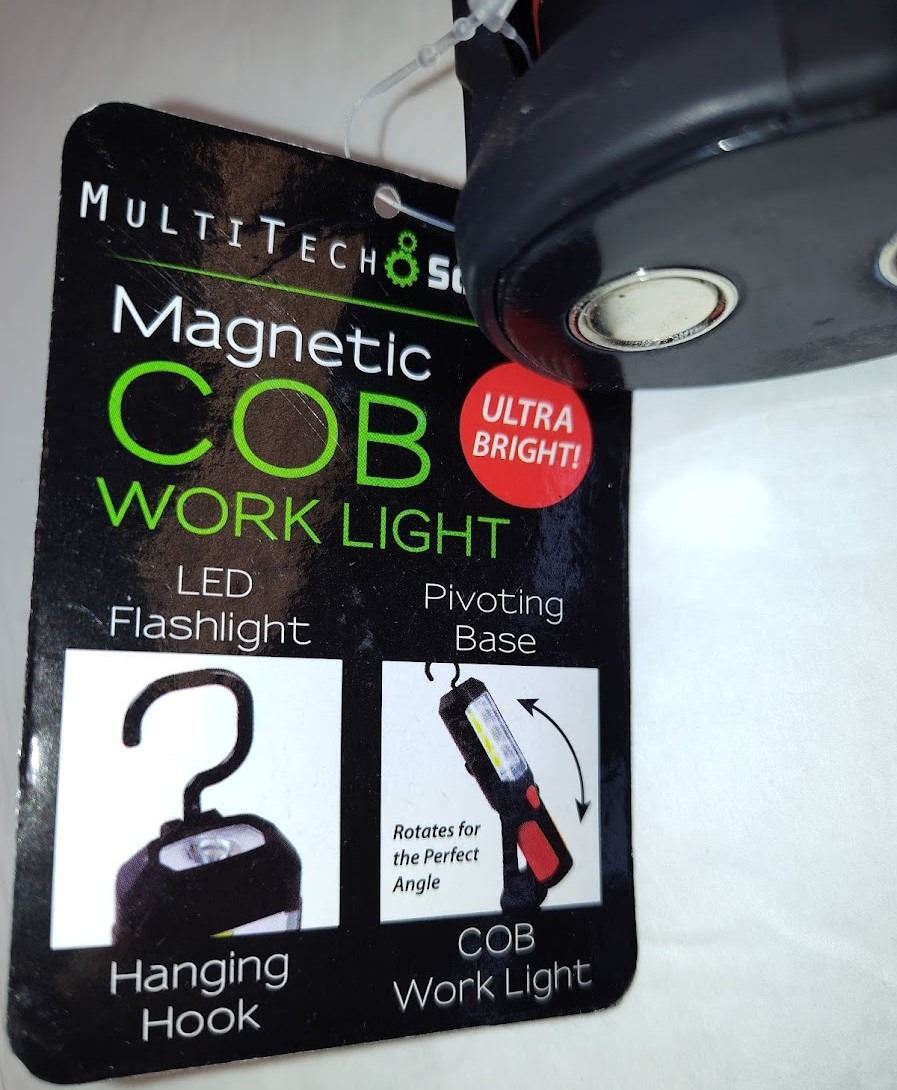 MULTITECH
Magnetic
COB
WORK LIGHT
ULTRA
BRIGHT!
LED
Flashlight
Pivoting
Base
Rotates for
the Perfect
Angle
Hanging
Hook
COB
Work Light